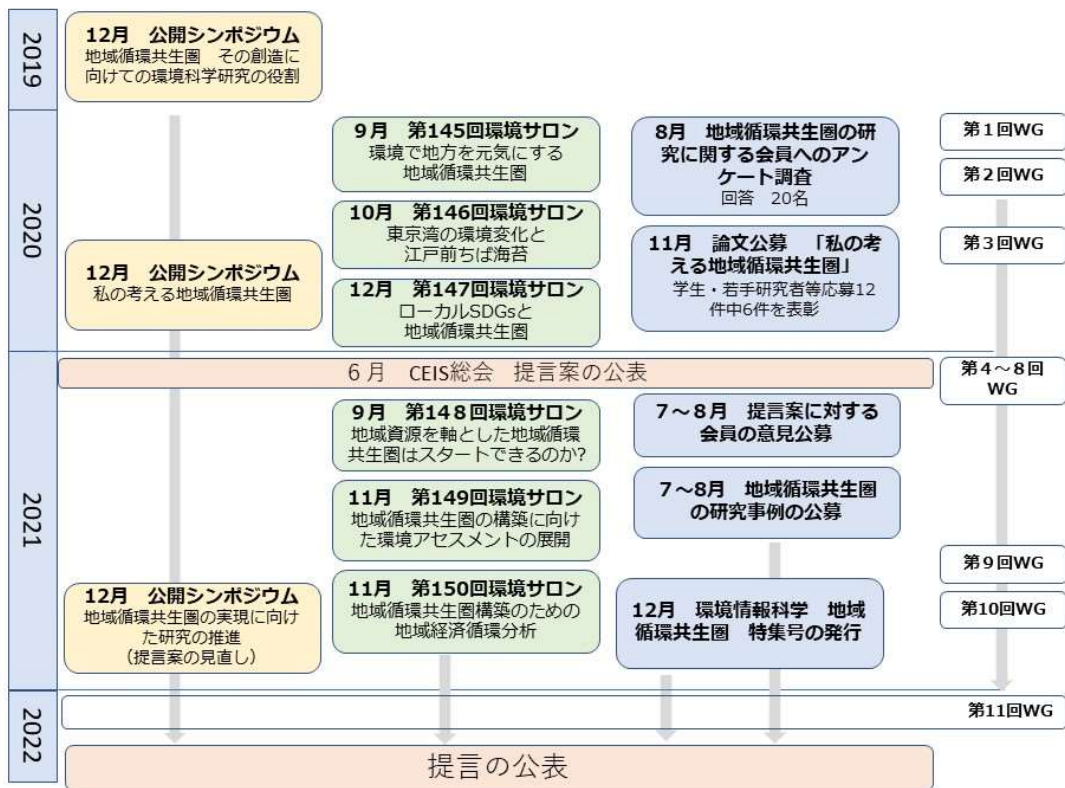 2019
12月　公開シンポジウム
地域循環共生圏　その創造に
向けての環境科学研究の役割
2020
9月　第145回環境サロン
環境で地方を元気にする
地域循環共生圏
10月　第146回環境サロン
東京湾の環境変化と
江戸前ちば海苔
12月　公開シンポジウム
私の考える地域循環共生圏
12月　第147回環境サロン
ローカルSDGsと
地域循環共生圏
8月　地域循環共生圏の研
究に関する会員へのアン
ケート調査
回答　20名
11月　論文公募　「私の考
える地域循環共生圏」
学生・若手研究者等応募12
件中6件を表彰
第１回WG
第２回WG
第３回WG
2021
６月　CEIS総会　提言案の公表
第４～８回
WG
9月　第148回環境サロン
地域資源を軸とした地域循環
共生圏はスタートできるのか?
11月　第149回環境サロン
地域循環共生圏の構築に向け
た環境アセスメントの展開
12月　公開シンポジウム
地域循環共生圏の実現に向け
た研究の推進
（提言案の見直し）
11月　第150回環境サロン
地域循環共生圏構築のための
地域経済循環分析
７～８月　提言案に対する
会員の意見公募
７～8月　地域循環共生圏
の研究事例の公募
12月　環境情報科学　地域
循環共生圏　特集号の発行
第９回WG
第10回WG
2022
第11回WG
提言の公表